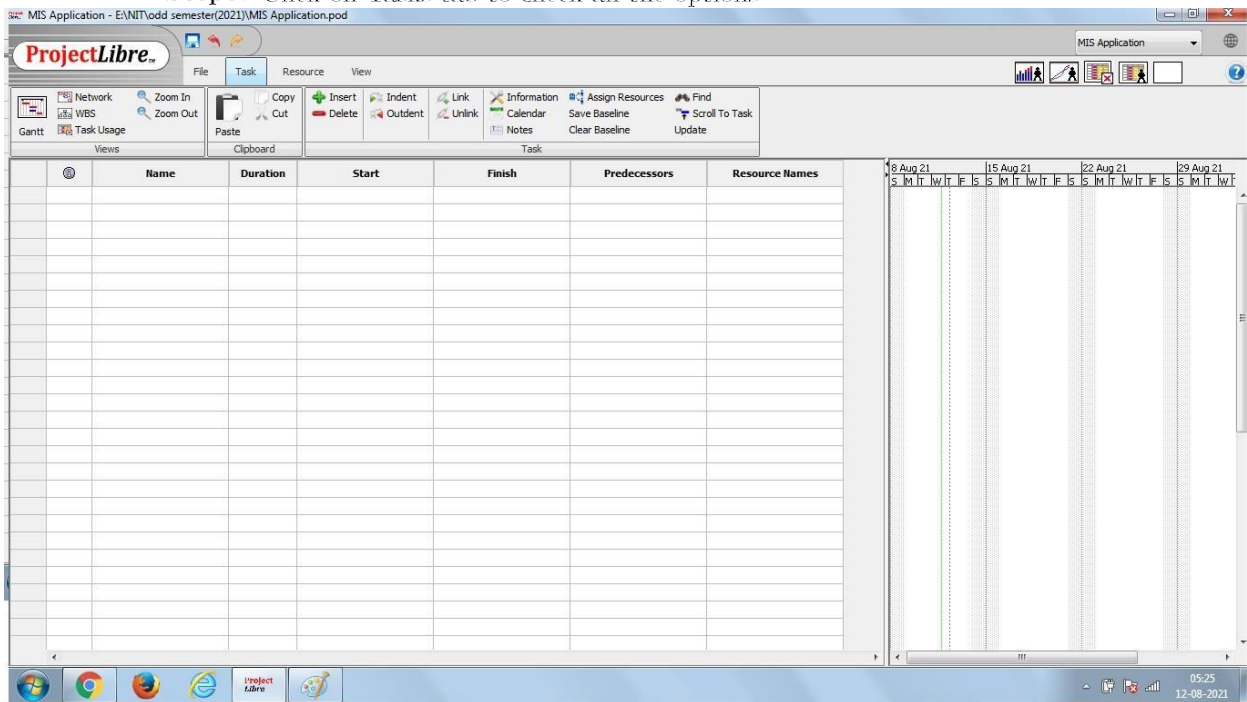 MIS Application - E:\NIT\odd semester(2021)\MIS Application.pod
ProjectLibre™
MIS Application
File Task Resource View
Gantt
Network Zoom In
WBS Zoom Out
Task Usage
Views
Paste
Copy
Cut
Clipboard
Insert Indent Link Information Assign Resources Find
Delete Outdent Unlink Calendar Save Baseline Scroll To Task
Notes Clear Baseline Update
Task
Name Duration Start Finish Predecessors Resource Names
8 Aug 21 15 Aug 21 22 Aug 21 29 Aug 21
S M T W T F S S M T W T F S S M T W T F S S M T W T
Project Libre
05:25
12-08-2021